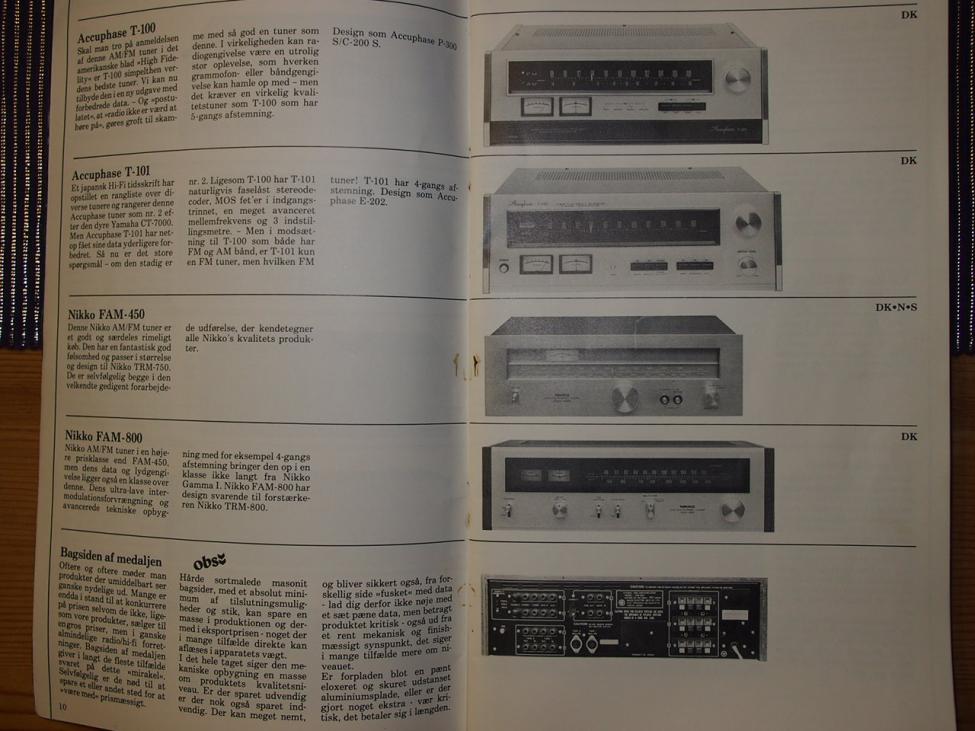 Accuphase T-100
Skal man tro på anmeldelsen
af denne AM/FM tuner i det
amerikanske blad »High Fide-
lity« er T-100 simpelthen ver-
dens bedste tuner. Vi kan nu
tilbyde den i en ny udgave med
forbedrede data. – Og »postu-
latet«, at »radio ikke er værd at
høre på«, gøres groft til skam-
me med så god en tuner som
denne. I virkeligheden kan ra-
diogengivelse være en utrolig
stor oplevelse, som hverken
grammofon- eller båndgengi-
velse kan hamle op med – men
det kræver en virkelig kvali-
tetstuner som T-100 som har
5-gangs afstemning.
Design som Accuphase P-300
S/C-200 S.
DK
Accuphase T-101
Et japansk Hi-Fi tidsskrift har
opstillet en rangliste over di-
verse tunere og rangerer denne
Accuphase tuner som nr. 2 ef-
ter den dyre Yamaha CT-7000.
Men Accuphase T-101 har net-
op fået sine data yderligere for-
bedret. Så nu er det store
spørgsmål – om den stadig er
nr. 2. Ligesom T-100 har T-101
naturligvis faselåst stereode-
coder, MOS fet'er i indgangs-
trinnet, en meget avanceret
mellemfrekvens og 3 indstil-
lingsmetre. – Men i modsæt-
ning til T-100 som både har
FM og AM bånd, er T-101 kun
en FM tuner, men hvilken FM
tuner! T-101 har 4-gangs af-
stemning. Design som Accu-
phase E-202.
DK
Nikko FAM-450
Denne Nikko AM/FM tuner er
et godt og særdeles rimeligt
køb. Den har en fantastisk god
følsomhed og passer i størrelse
og design til Nikko TRM-750.
De er selvfølgelig begge i den
velkendte gedigent forarbejde-
de udførelse, der kendetegner
alle Nikko's kvalitets produk-
ter.
DK•N•S
Nikko FAM-800
Nikko AM/FM tuner i en høje-
re prisklasse end FAM-450,
men dens data og lydgengi-
velse ligger også en klasse over
denne. Dens ultra-lave inter-
modulationsforvrængning og
avancerede tekniske opbyg-
ning med for eksempel 4-gangs
afstemning bringer den op i en
klasse ikke langt fra Nikko
Gamma I. Nikko FAM-800 har
design svarende til forstærke-
ren Nikko TRM-800.
DK
Bagsiden af medaljen
Oftere og oftere møder man
produkter der umiddelbart ser
ganske nydelige ud. Mange er
endda i stand til at konkurrere
på prisen selvom de ikke, lige-
som vore produkter, sælger til
engros priser, men i ganske
almindelige radio/hi-fi forret-
ninger. Bagsiden af medaljen
giver i langt de fleste tilfælde
svaret på dette »mirakel«.
Selvfølgelig er de nød til at
spare et eller andet sted for at
»være med« prismæssigt.
obs
Hårde sortmalede masonit
bagsider, med et absolut mini-
mum af tilslutningsmulig-
heder og stik, kan spare en
masse i produktionen og der-
med i eksportprisen - noget der
i mange tilfælde direkte kan
aflæses i apparatets vægt.
I det hele taget siger den me-
kaniske opbygning en masse
om produktets kvalitetsni-
veau. Er der sparet udvendig
er der nok også sparet ind-
vendig. Der kan meget nemt,
og bliver sikkert også, fra for-
skellig side »fusket« med data
- lad dig derfor ikke nøje med
et sæt pæne data, men betragt
produktet kritisk - også ud fra
et rent mekanisk og finish-
mæssigt synspunkt, det siger
i mange tilfælde mere om ni-
veauet.
Er forpladen blot en pænt
eloxeret og skuret udstanset
aluminiumsplade, eller er der
gjort noget ekstra - vær kri-
tisk, det betaler sig i længden.
10